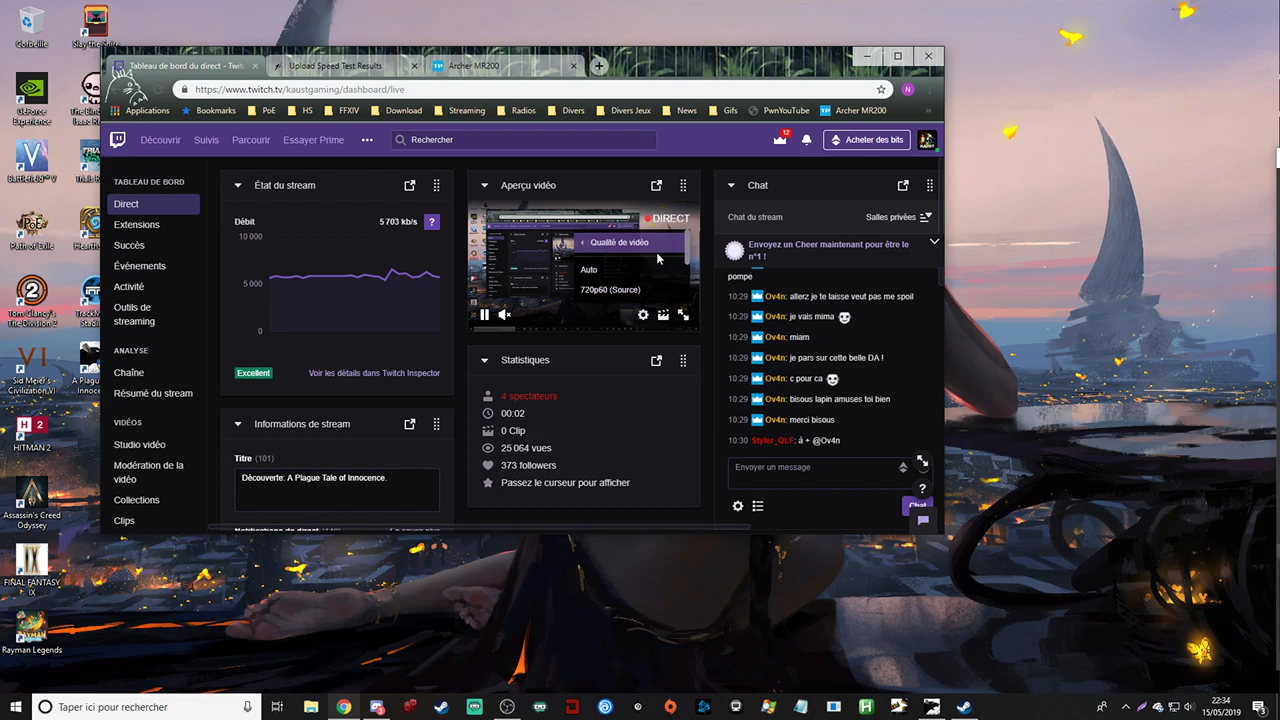 Corbeille
Slay the Spire
GeForce
Experience
Battlefield™ V
Path of Exile
Tom Clancy's
The Division 2
Sid Meier's
Civilization VI
HITMAN 2
Assassin's Creed
Odyssey
FINAL FANTASY
IX
Rayman Legends
Tableau de bord du direct - Twit
Upload Speed Test Results
Archer MR200
https://www.twitch.tv/kaustgaming/dashboard/live
N
Applications
Bookmarks
PoE
HS
FFXIV
Download
Streaming
Radios
Divers
Divers Jeux
News
Gifs
PwnYouTube
Archer MR200
»
Découvrir
Suivis
Parcourir
Essayer Prime
•••
Rechercher
12
Acheter des bits
TABLEAU DE BORD
Direct
Extensions
Succès
Événements
Activité
Outils de
streaming
ANALYSE
Chaîne
Résumé du stream
VIDÉOS
Studio vidéo
Modération de la
vidéo
Collections
Clips
État du stream
Débit
5 703 kb/s
?
10 000
5 000
0
Excellent
Voir les détails dans Twitch Inspector
Informations de stream
Titre (101)
Découverte: A Plague Tale of Innocence.
Aperçu vidéo
DIRECT
Qualité de vidéo
Auto
720p60 (Source)
Statistiques
4 spectateurs
00:02
0 Clip
25 064 vues
373 followers
Passez le curseur pour afficher
Chat
Chat du stream
Salles privées
Envoyez un Cheer maintenant pour être le
n°1 !
pompe
10:29 Ov4n: allerz je te laisse veut pas me spoil
10:29 Ov4n: je vais mima
10:29 Ov4n: miam
10:29 Ov4n: je pars sur cette belle DA !
10:29 Ov4n: c pour ca
10:29 Ov4n: bisous lapin amuses toi bien
10:29 Ov4n: merci bisous
10:30 Styler_QLF: à + @Ov4n
Envoyer un message
?
Chat
Taper ici pour rechercher
22:34
15/05/2019